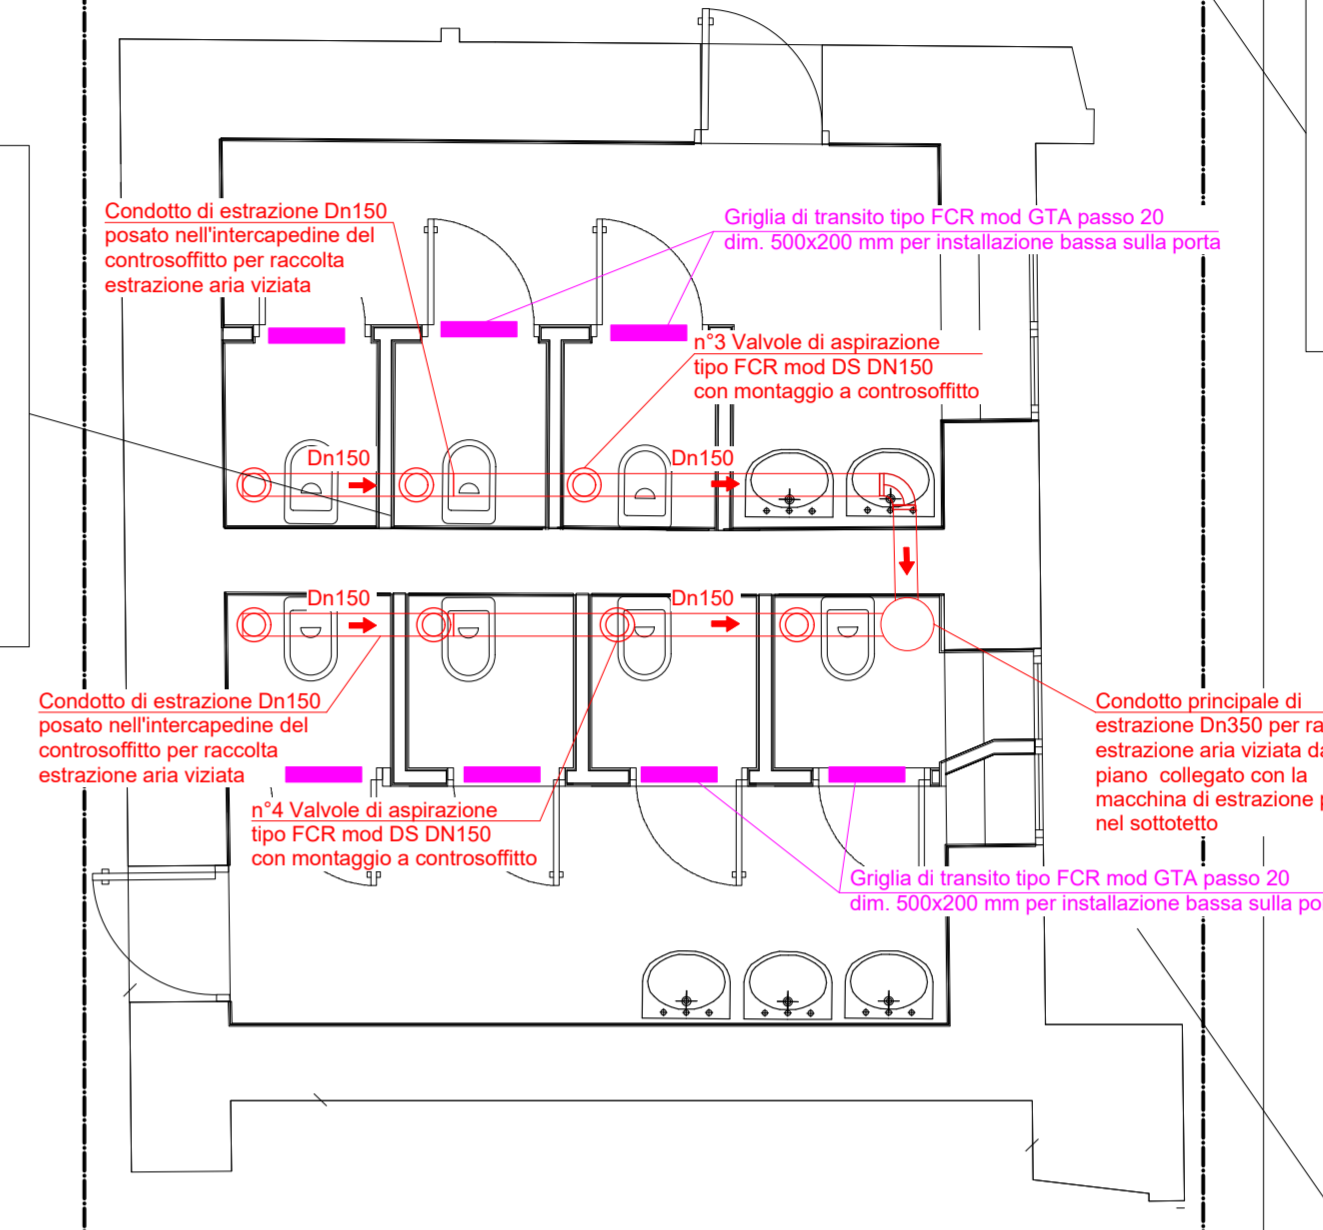 Condotto di estrazione Dn150
posato nell'intercapedine del
controsoffitto per raccolta
estrazione aria viziata
Griglia di transito tipo FCR mod GTA passo 20
dim. 500x200 mm per installazione bassa sulla porta
n°3 Valvole di aspirazione
tipo FCR mod DS DN150
con montaggio a controsoffitto
Dn150
Dn150
Dn150
Dn150
Condotto di estrazione Dn150
posato nell'intercapedine del
controsoffitto per raccolta
estrazione aria viziata
Condotto principale di
estrazione Dn350 per
estrazione aria viziata
piano collegato con la
macchina di estrazione
nel sottotetto
n°4 Valvole di aspirazione
tipo FCR mod DS DN150
con montaggio a controsoffitto
Griglia di transito tipo FCR mod GTA passo 20
dim. 500x200 mm per installazione bassa sulla